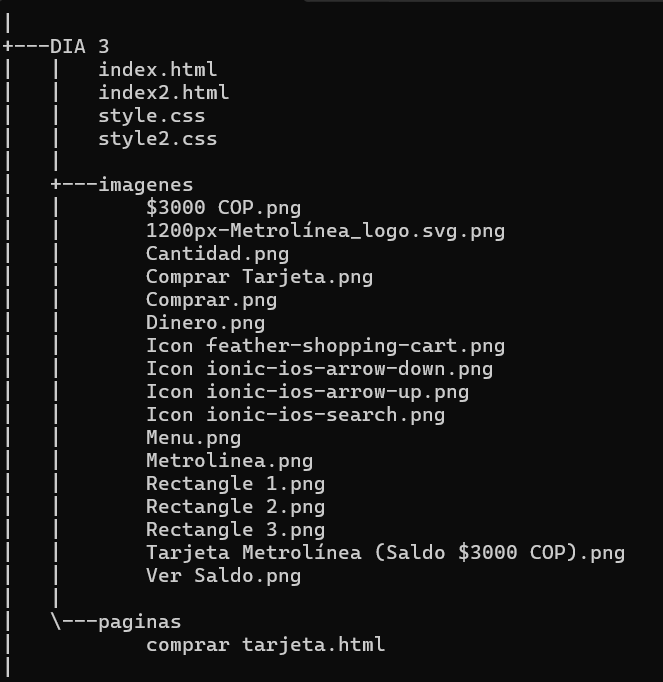 |
+---DIA 3
|   |   index.html
|   |   index2.html
|   |   style.css
|   |   style2.css
|   |
|   +---imagenes
|   |       $3000 COP.png
|   |       1200px-Metrolínea_logo.svg.png
|   |       Cantidad.png
|   |       Comprar Tarjeta.png
|   |       Comprar.png
|   |       Dinero.png
|   |       Icon feather-shopping-cart.png
|   |       Icon ionic-ios-arrow-down.png
|   |       Icon ionic-ios-arrow-up.png
|   |       Icon ionic-ios-search.png
|   |       Menu.png
|   |       Metrolinea.png
|   |       Rectangle 1.png
|   |       Rectangle 2.png
|   |       Rectangle 3.png
|   |       Tarjeta Metrolínea (Saldo $3000 COP).png
|   |       Ver Saldo.png
|   |
|   \---paginas
|           comprar tarjeta.html
|